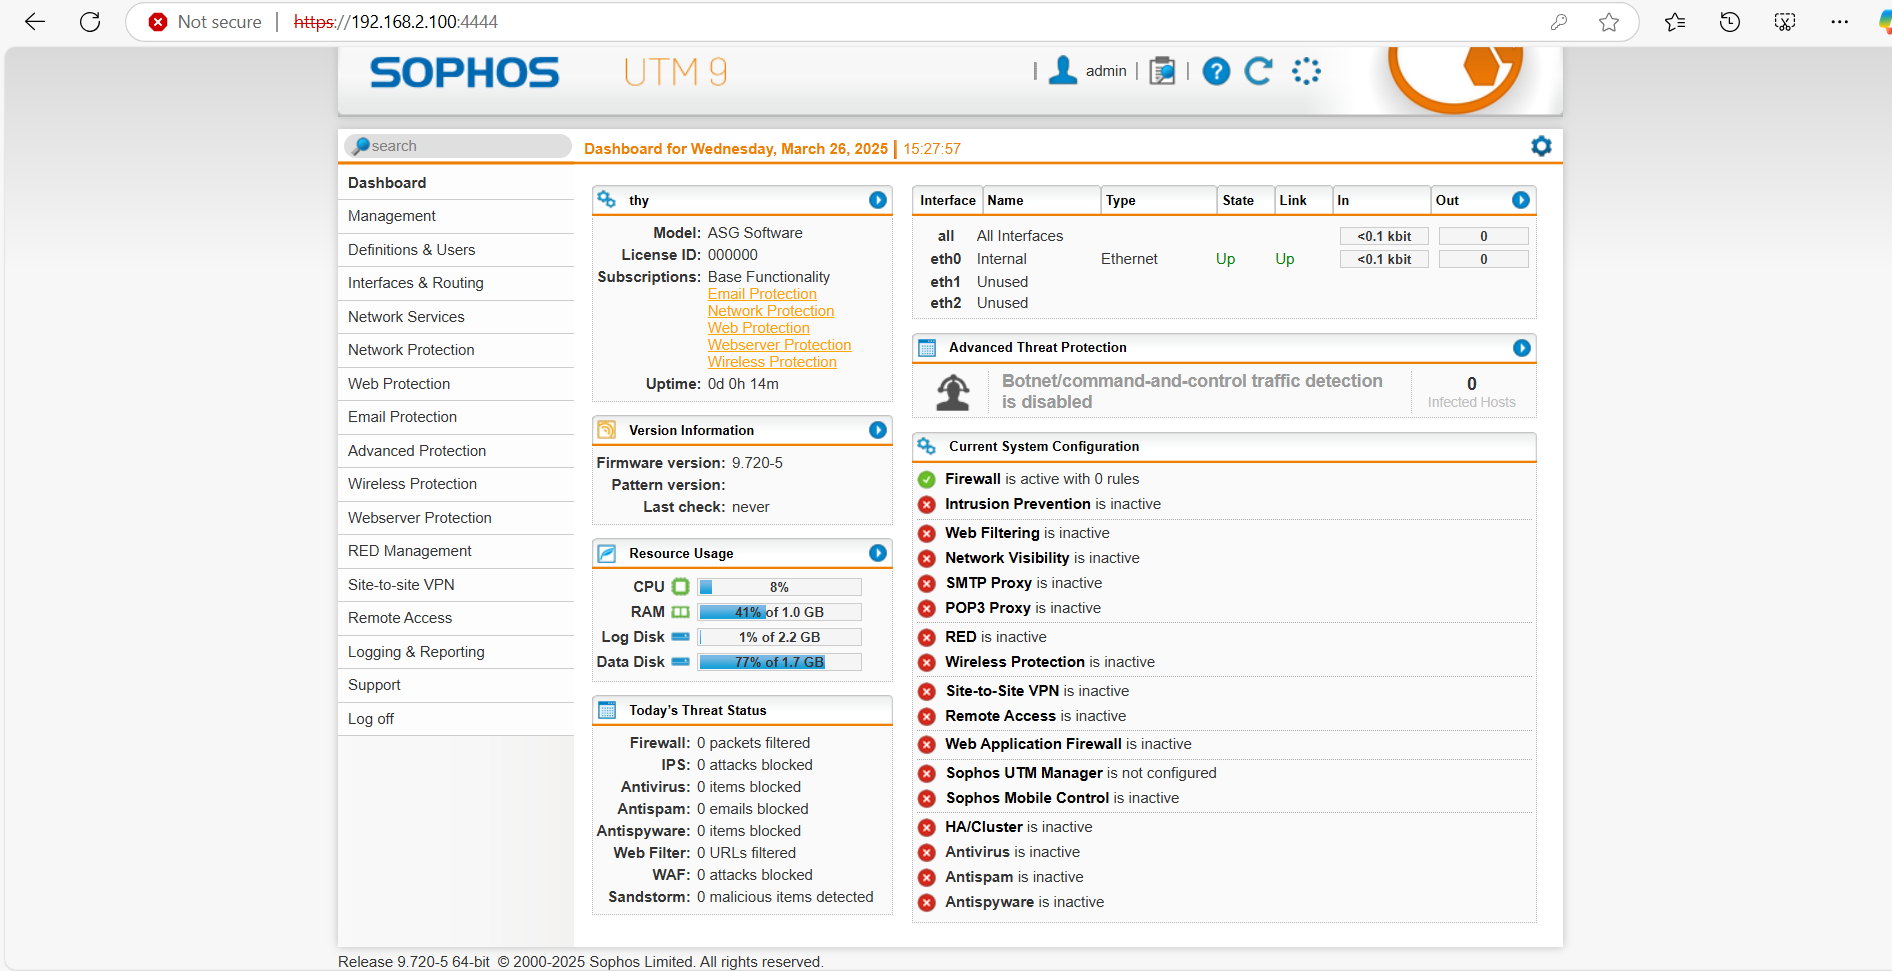 Not secure | https://192.168.2.100:4444
SOPHOS UTM 9 | admin | |
search
Dashboard for Wednesday, March 26, 2025 | 15:27:57
Dashboard
Management
Definitions & Users
Interfaces & Routing
Network Services
Network Protection
Web Protection
Email Protection
Advanced Protection
Wireless Protection
Webserver Protection
RED Management
Site-to-site VPN
Remote Access
Logging & Reporting
Support
Log off
thy
Model: ASG Software
License ID: 000000
Subscriptions: Base Functionality
Email Protection
Network Protection
Web Protection
Webserver Protection
Wireless Protection
Uptime: 0d 0h 14m
Version Information
Firmware version: 9.720-5
Pattern version:
Last check: never
Resource Usage
CPU 8%
RAM 41% of 1.0 GB
Log Disk 1% of 2.2 GB
Data Disk 77% of 1.7 GB
Today's Threat Status
Firewall: 0 packets filtered
IPS: 0 attacks blocked
Antivirus: 0 items blocked
Antispam: 0 emails blocked
Antispyware: 0 items blocked
Web Filter: 0 URLs filtered
WAF: 0 attacks blocked
Sandstorm: 0 malicious items detected
Interface Name Type State Link In Out
all All Interfaces <0.1 kbit 0
eth0 Internal Ethernet Up Up <0.1 kbit 0
eth1 Unused
eth2 Unused
Advanced Threat Protection
Botnet/command-and-control traffic detection
is disabled
0
Infected Hosts
Current System Configuration
Firewall is active with 0 rules
Intrusion Prevention is inactive
Web Filtering is inactive
Network Visibility is inactive
SMTP Proxy is inactive
POP3 Proxy is inactive
RED is inactive
Wireless Protection is inactive
Site-to-Site VPN is inactive
Remote Access is inactive
Web Application Firewall is inactive
Sophos UTM Manager is not configured
Sophos Mobile Control is inactive
HA/Cluster is inactive
Antivirus is inactive
Antispam is inactive
Antispyware is inactive
Release 9.720-5 64-bit © 2000-2025 Sophos Limited. All rights reserved.